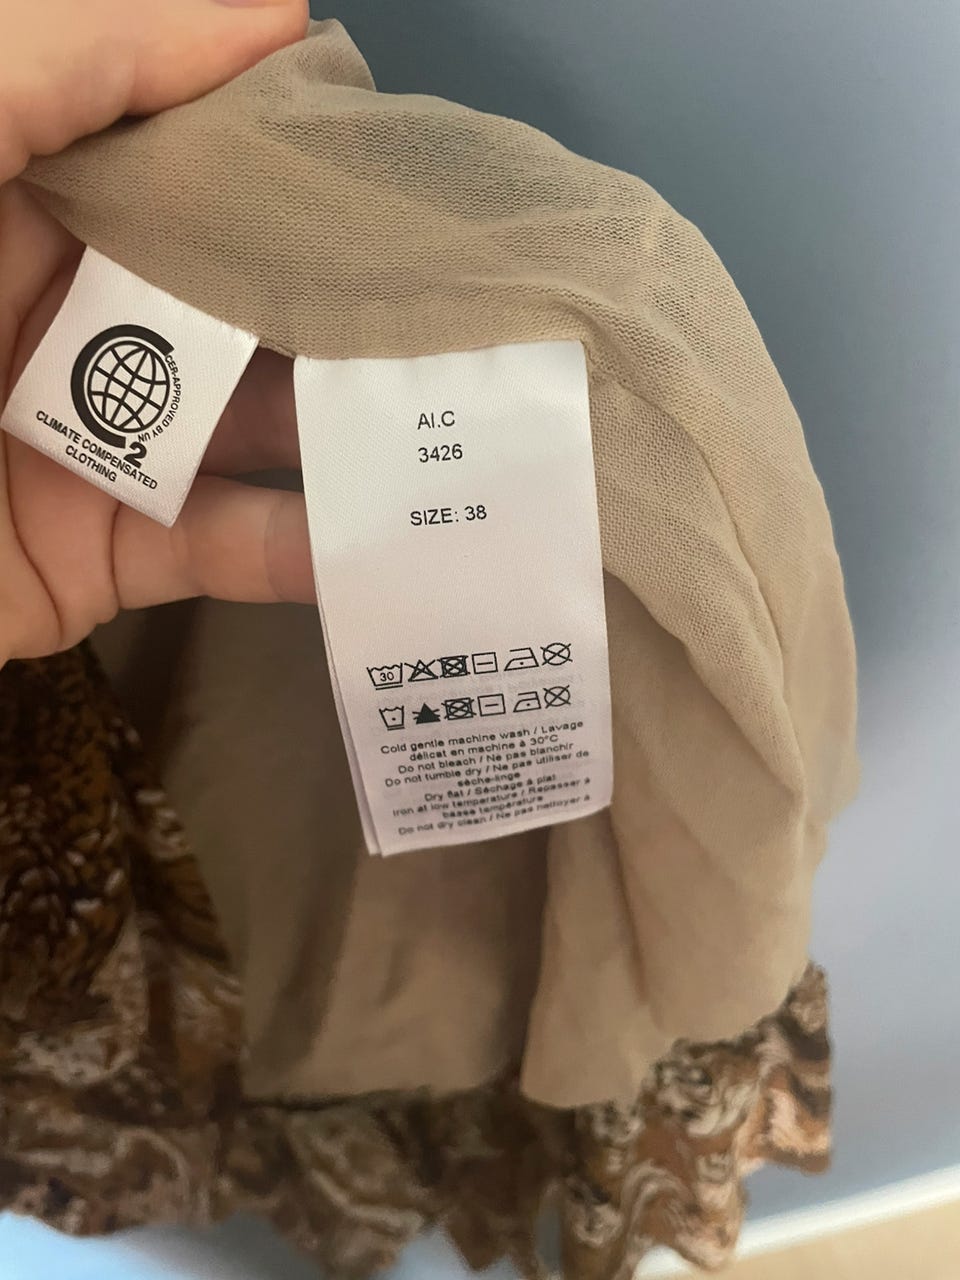 CER-APPROVED BY UN
2
CLIMATE COMPENSATED
CLOTHING
AI.C
3426
SIZE: 38
30
Cold gentle machine wash / Lavage
délicat en machine à 30°C
Do not bleach / Ne pas blanchir
Do not tumble dry / Ne pas utiliser de
sèche-linge
Dry flat / Séchage à plat
Iron at low temperature / Repasser à
basse température
Do not dry clean / Ne pas nettoyer à